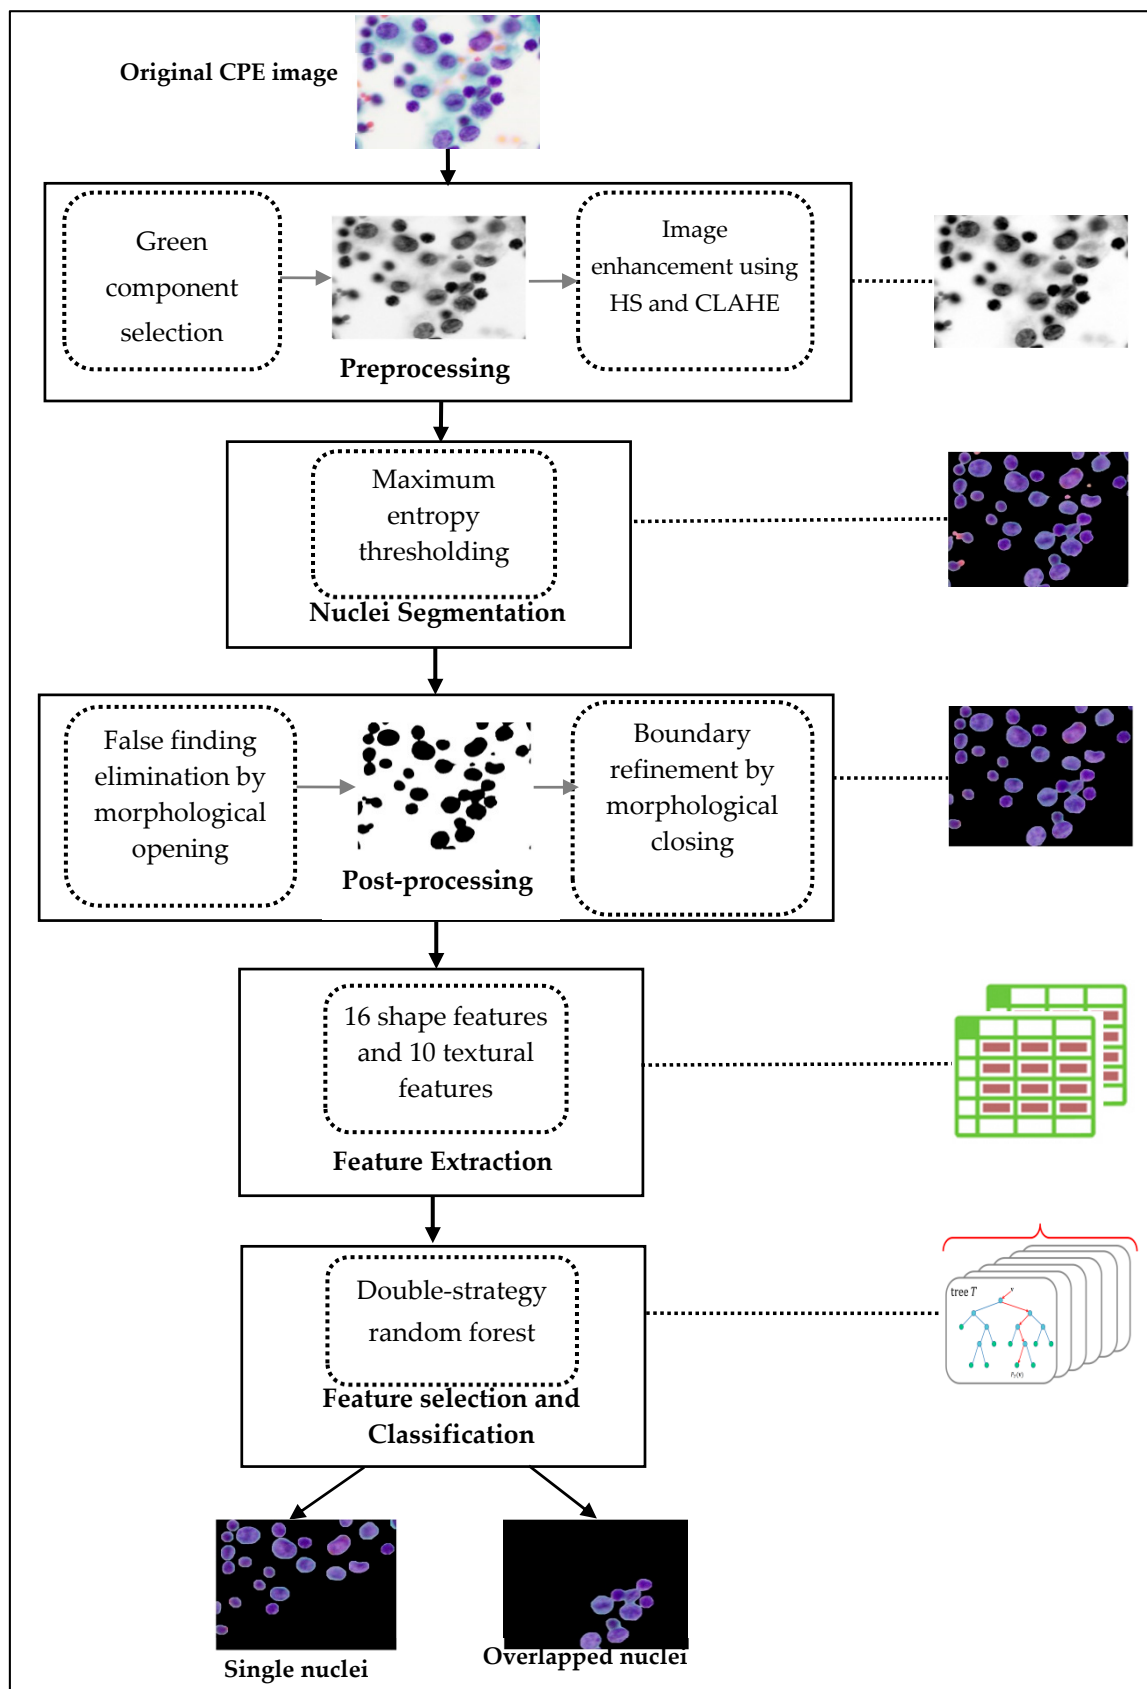 Original CPE image
Green
component
selection
Image
enhancement using
HS and CLAHE
Preprocessing
Maximum
entropy
thresholding
Nuclei Segmentation
False finding
elimination by
morphological
opening
Boundary
refinement by
morphological
closing
Post-processing
16 shape features
and 10 textural
features
Feature Extraction
Double-strategy
random forest
Feature selection and
Classification
tree T
v
Single nuclei
Overlapped nuclei